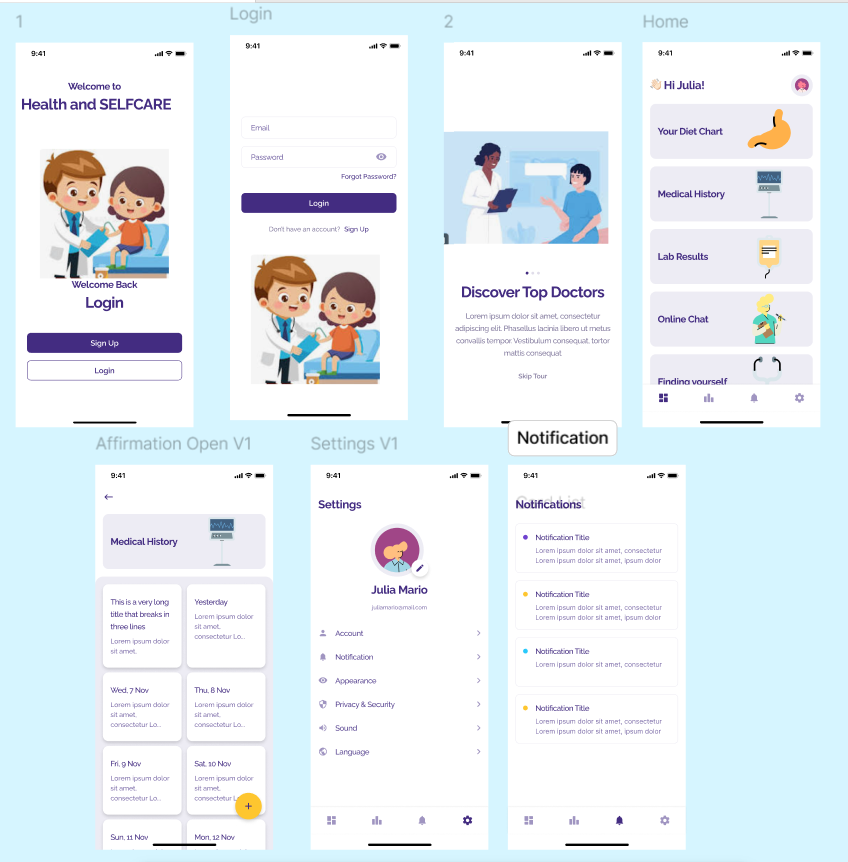 1
9:41
Welcome to
Health and SELFCARE
Welcome Back
Login
Sign Up
Login
Login
9:41
Email
Password
Forgot Password?
Login
Don't have an account? Sign Up
2
9:41
Discover Top Doctors
Lorem ipsum dolor sit amet, consectetur
adipiscing elit. Phasellus lacinia libero ut metus
convallis tempor. Vestibulum consequat, tortor
mattis consequat
Skip Tour
Home
9:41
Hi Julia!
Your Diet Chart
Medical History
Lab Results
Online Chat
Finding yourself
Affirmation Open V1
9:41
Medical History
This is a very long
title that breaks in
three lines
Lorem ipsum dolor
sit amet,
Yesterday
Lorem ipsum dolor
sit amet,
consectetur Lo...
Wed, 7 Nov
Lorem ipsum dolor
sit amet,
consectetur Lo...
Thu, 8 Nov
Lorem ipsum dolor
sit amet,
consectetur Lo...
Fri, 9 Nov
Lorem ipsum dolor
sit amet,
consectetur Lo...
Sat, 10 Nov
Lorem ipsum dolor
sit amet,
consectetur Lo...
Sun, 11 Nov
Mon, 12 Nov
Settings V1
9:41
Settings
Julia Mario
juliamario@mail.com
Account
Notification
Appearance
Privacy & Security
Sound
Language
Notification
9:41
Notifications
Notification Title
Lorem ipsum dolor sit amet, consectetur
Lorem ipsum dolor sit amet, ipsum dolor
Notification Title
Lorem ipsum dolor sit amet, consectetur
Lorem ipsum dolor sit amet, ipsum dolor
Notification Title
Lorem ipsum dolor sit amet, consectetur
Notification Title
Lorem ipsum dolor sit amet, consectetur
Lorem ipsum dolor sit amet, ipsum dolor